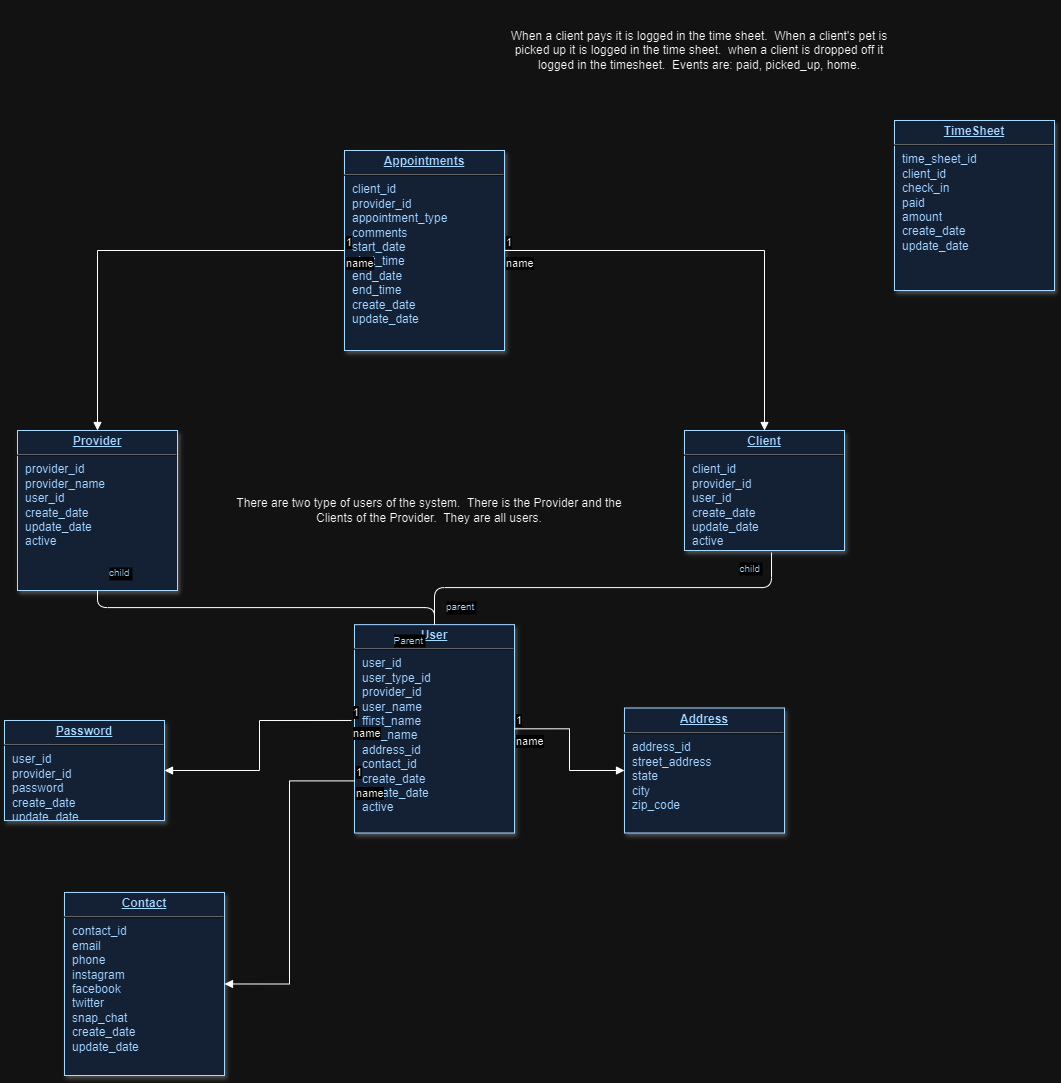 When a client pays it is logged in the time sheet.  When a client's pet is
picked up it is logged in the time sheet.  when a client is dropped off it
logged in the timesheet.  Events are: paid, picked_up, home.
TimeSheet
time_sheet_id
client_id
check_in
paid
amount
create_date
update_date
Appointments
client_id
provider_id
appointment_type
comments
1
start_date
1
name
_time
name
end_date
end_time
create_date
update_date
Provider
provider_id
provider_name
user_id
create_date
update_date
active
child
There are two type of users of the system.  There is the Provider and the
Clients of the Provider.  They are all users.
Client
client_id
provider_id
user_id
create_date
update_date
active
child
parent
Parent
User
user_id
user_type_id
provider_id
user_name
1
ffirst_name
name
_name
address_id
contact_id
1
create_date
name
ate_date
active
1
name
Password
user_id
provider_id
password
create_date
update_date
Address
address_id
street_address
state
city
zip_code
Contact
contact_id
email
phone
instagram
facebook
twitter
snap_chat
create_date
update_date